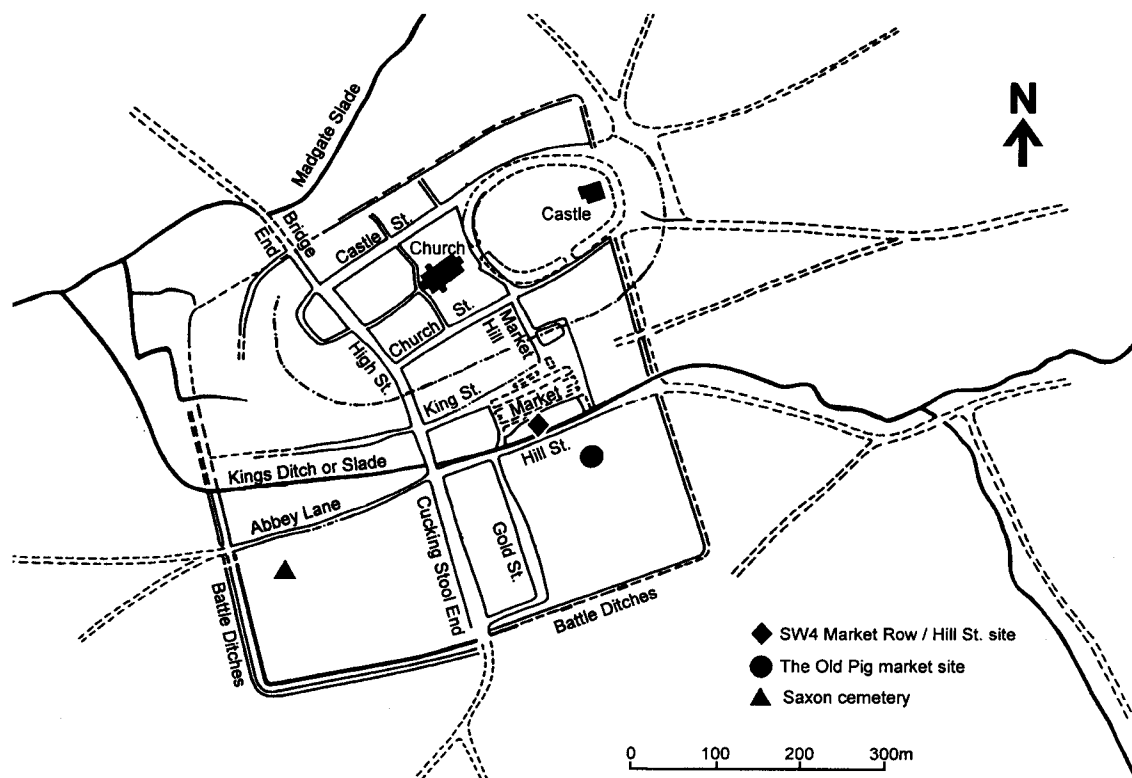 Madgate Slade
N
Bridge End
Castle St.
Church
Castle
Church St.
Market Hill
High St.
King St.
Market
Kings Ditch or Slade
Hill St.
Abbey Lane
Cucking Stool End
Gold St.
Battle Ditches
Battle Ditches
SW4 Market Row / Hill St. site
The Old Pig market site
Saxon cemetery
0 100 200 300m